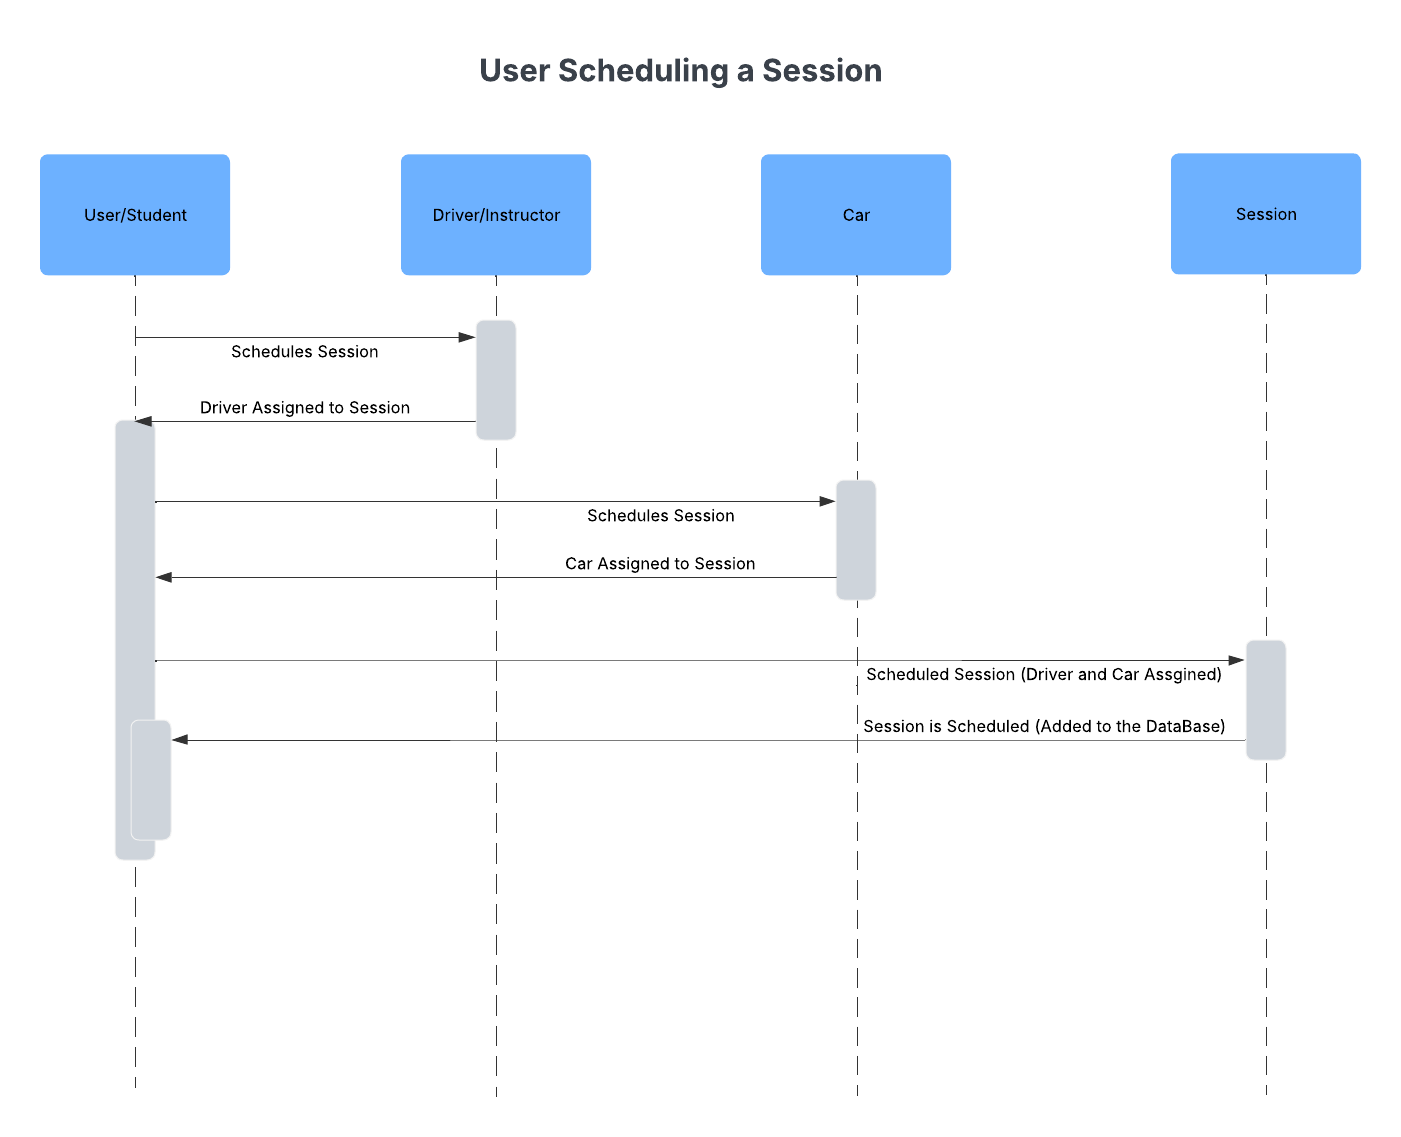 User Scheduling a Session
User/Student
Driver/Instructor
Car
Session
Schedules Session
Driver Assigned to Session
Schedules Session
Car Assigned to Session
Scheduled Session (Driver and Car Assgined)
Session is Scheduled (Added to the DataBase)